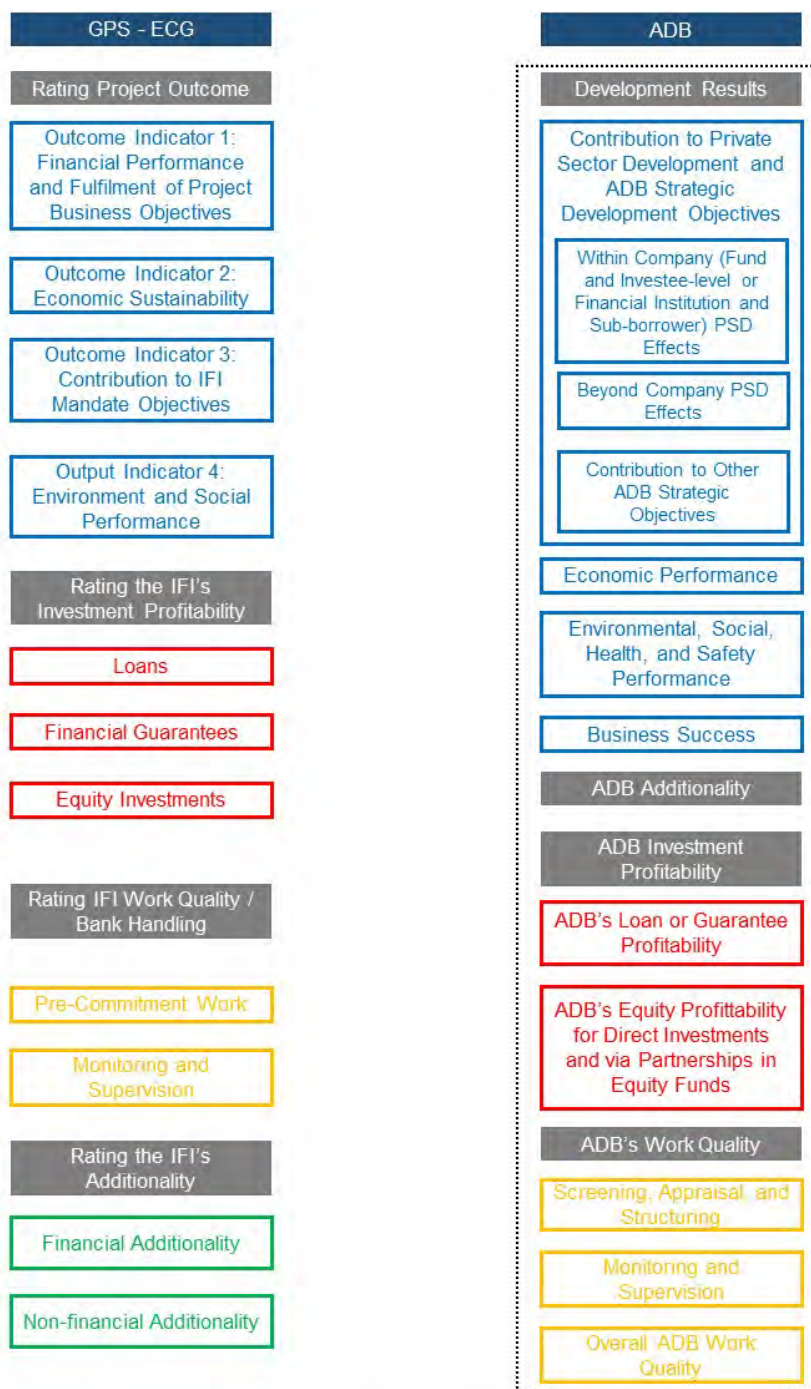 GPS - ECG
Rating Project Outcome
Outcome Indicator 1:
Financial Performance
and Fulfilment of Project
Business Objectives
Outcome Indicator 2:
Economic Sustainability
Outcome Indicator 3:
Contribution to IFI
Mandate Objectives
Output Indicator 4:
Environment and Social
Performance
Rating the IFI's
Investment Profitability
Loans
Financial Guarantees
Equity Investments
Rating IFI Work Quality /
Bank Handling
Pre-Commitment Work
Monitoring and
Supervision
Rating the IFI's
Additionality
Financial Additionality
Non-financial Additionality
ADB
Development Results
Contribution to Private
Sector Development and
ADB Strategic
Development Objectives
Within Company (Fund
and Investee-level or
Financial Institution and
Sub-borrower) PSD
Effects
Beyond Company PSD
Effects
Contribution to Other
ADB Strategic
Objectives
Economic Performance
Environmental, Social,
Health, and Safety
Performance
Business Success
ADB Additionality
ADB Investment
Profitability
ADB's Loan or Guarantee
Profitability
ADB's Equity Profittability
for Direct Investments
and via Partnerships in
Equity Funds
ADB's Work Quality
Screening, Appraisal, and
Structuring
Monitoring and
Supervision
Overall ADB Work
Quality